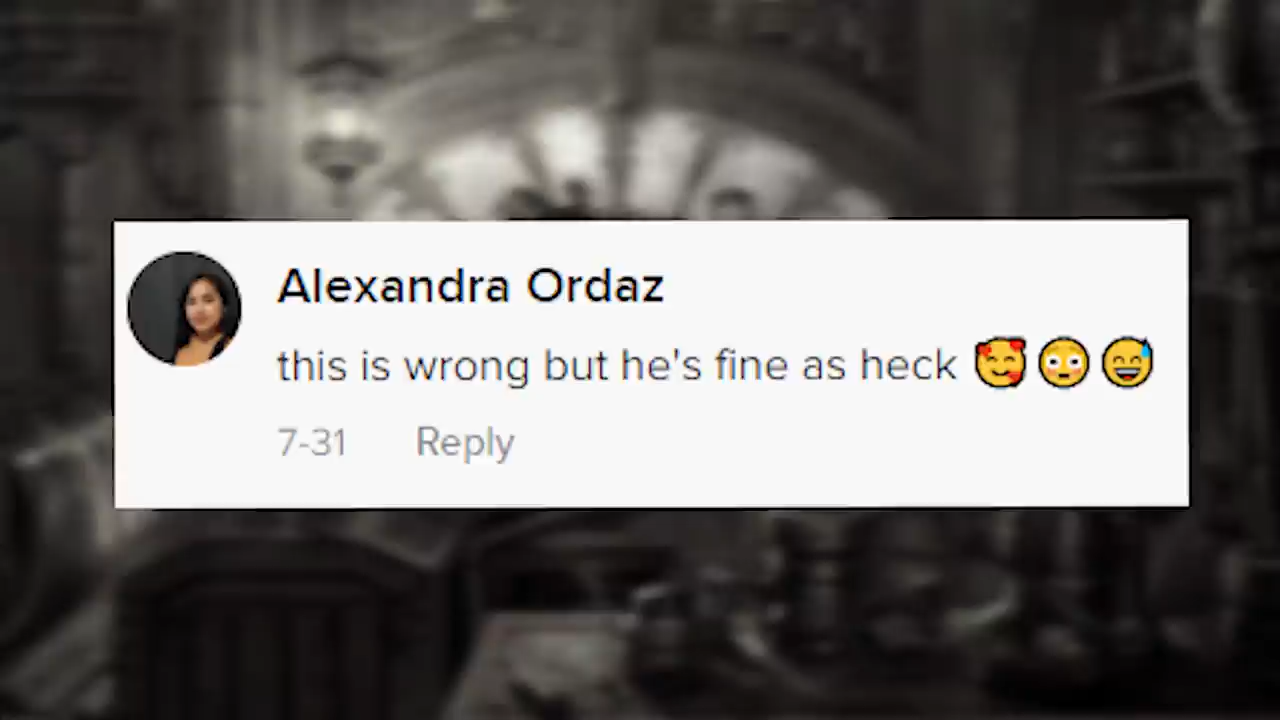 Alexandra Ordaz
this is wrong but he's fine as heck 🥰😳😅
7-31 Reply